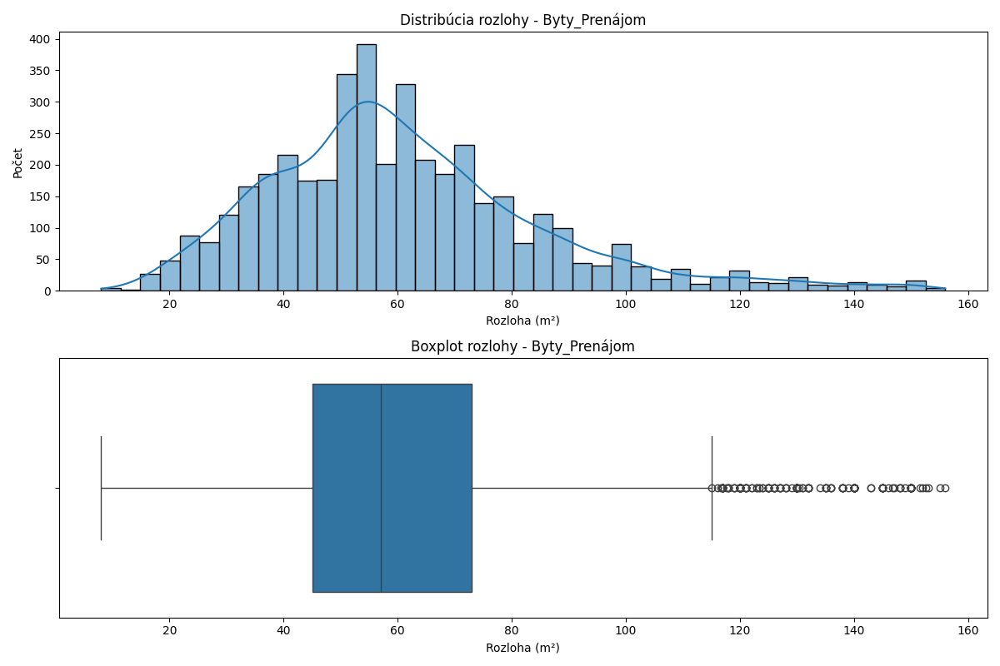 Distribúcia rozlohy - Byty_Prenájom
400
350
300
250
200
150
100
50
0
Počet
20 40 60 80 100 120 140 160
Rozloha (m²)
Boxplot rozlohy - Byty_Prenájom
20 40 60 80 100 120 140 160
Rozloha (m²)